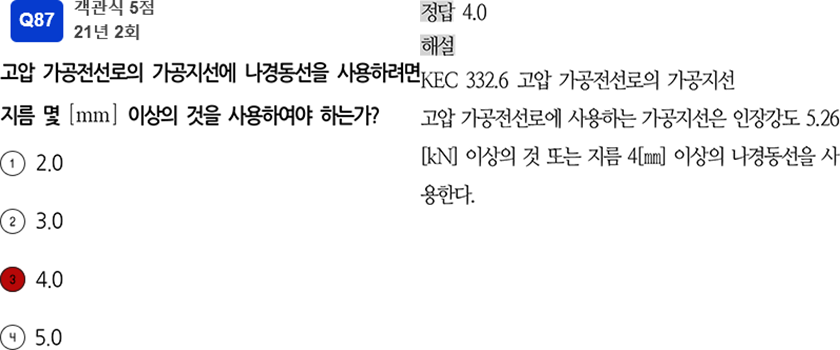 Q87
객관식 5점
21년 2회
고압 가공전선로의 가공지선에 나경동선을 사용하려면
지름 몇 [mm] 이상의 것을 사용하여야 하는가?
① 2.0
② 3.0
③ 4.0
④ 5.0
정답 4.0
해설
KEC 332.6 고압 가공전선로의 가공지선
고압 가공전선로에 사용하는 가공지선은 인장강도 5.26
[kN] 이상의 것 또는 지름 4[㎜] 이상의 나경동선을 사
용한다.